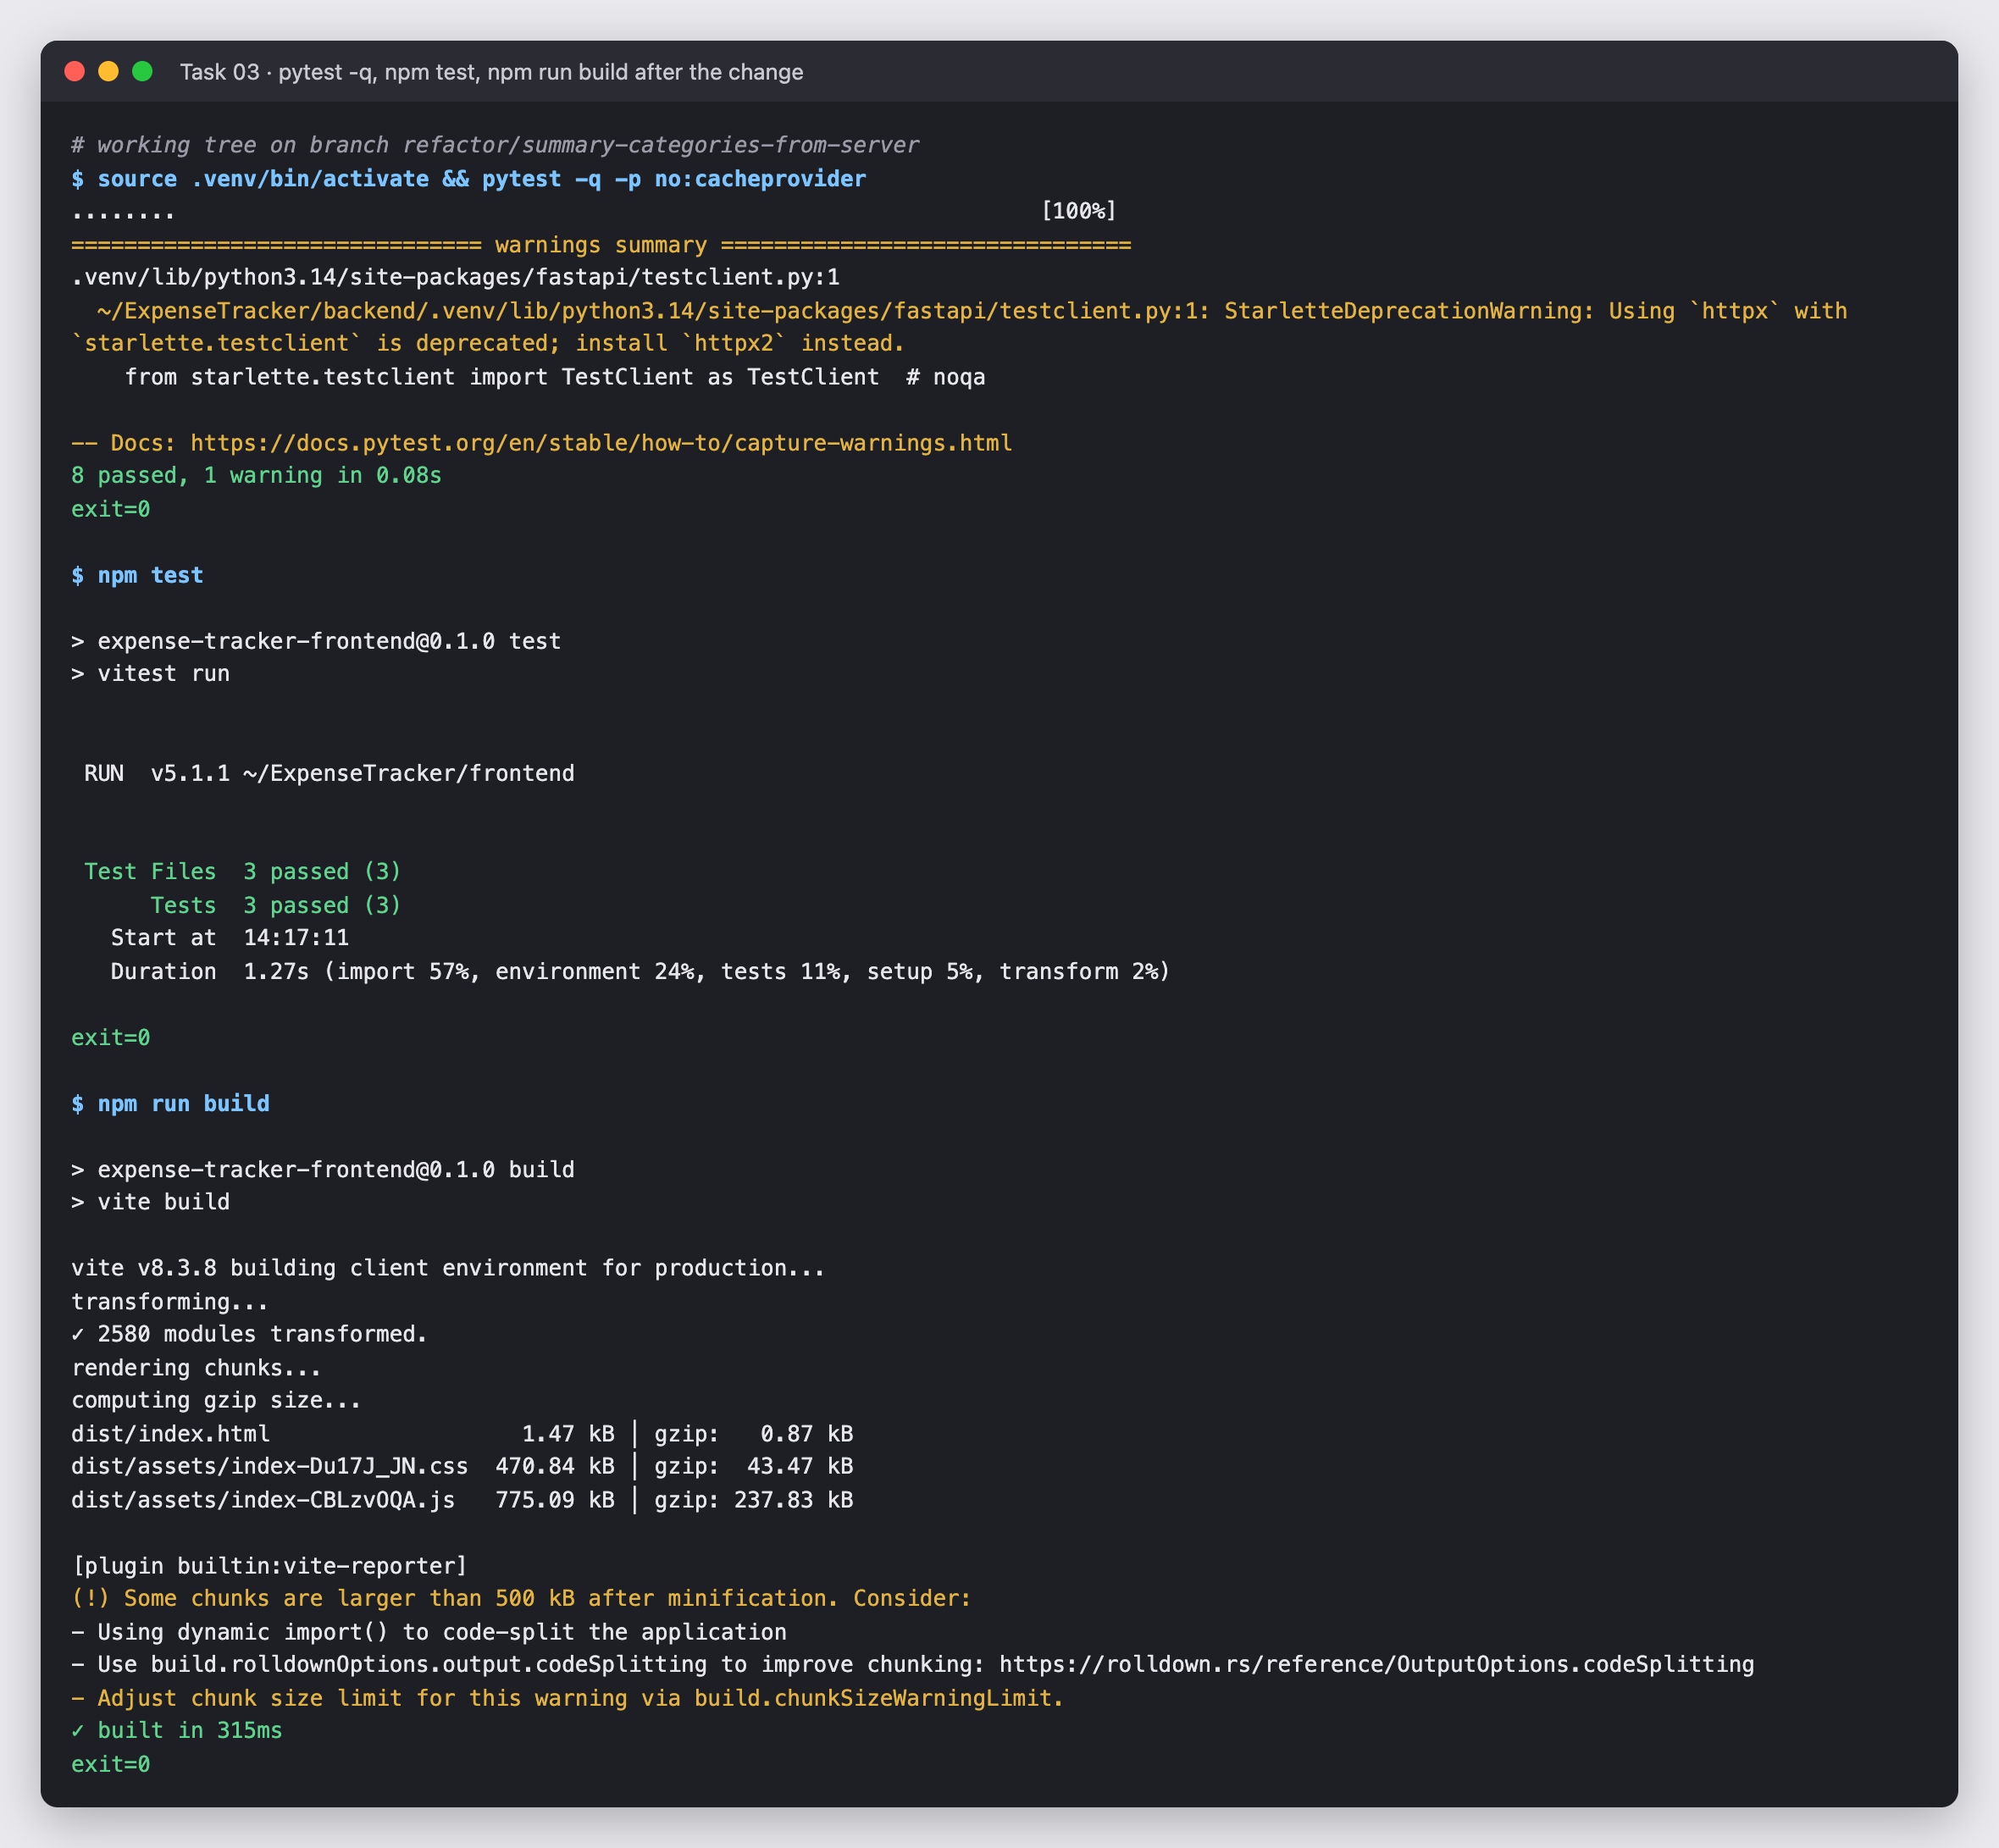 Task 03 · pytest -q, npm test, npm run build after the change
# working tree on branch refactor/summary-categories-from-server
$ source .venv/bin/activate && pytest -q -p no:cacheprovider
........                                                                 [100%]
=============================== warnings summary ===============================
.venv/lib/python3.14/site-packages/fastapi/testclient.py:1
  ~/ExpenseTracker/backend/.venv/lib/python3.14/site-packages/fastapi/testclient.py:1: StarletteDeprecationWarning: Using `httpx` with
`starlette.testclient` is deprecated; install `httpx2` instead.
    from starlette.testclient import TestClient as TestClient  # noqa
-- Docs: https://docs.pytest.org/en/stable/how-to/capture-warnings.html
8 passed, 1 warning in 0.08s
exit=0
$ npm test
> expense-tracker-frontend@0.1.0 test
> vitest run
 RUN  v5.1.1 ~/ExpenseTracker/frontend
 Test Files  3 passed (3)
      Tests  3 passed (3)
   Start at  14:17:11
   Duration  1.27s (import 57%, environment 24%, tests 11%, setup 5%, transform 2%)
exit=0
$ npm run build
> expense-tracker-frontend@0.1.0 build
> vite build
vite v8.3.8 building client environment for production...
transforming...
✓ 2580 modules transformed.
rendering chunks...
computing gzip size...
dist/index.html                   1.47 kB │ gzip:   0.87 kB
dist/assets/index-Du17J_JN.css  470.84 kB │ gzip:  43.47 kB
dist/assets/index-CBLzvOQA.js   775.09 kB │ gzip: 237.83 kB
[plugin builtin:vite-reporter]
(!) Some chunks are larger than 500 kB after minification. Consider:
- Using dynamic import() to code-split the application
- Use build.rolldownOptions.output.codeSplitting to improve chunking: https://rolldown.rs/reference/OutputOptions.codeSplitting
- Adjust chunk size limit for this warning via build.chunkSizeWarningLimit.
✓ built in 315ms
exit=0